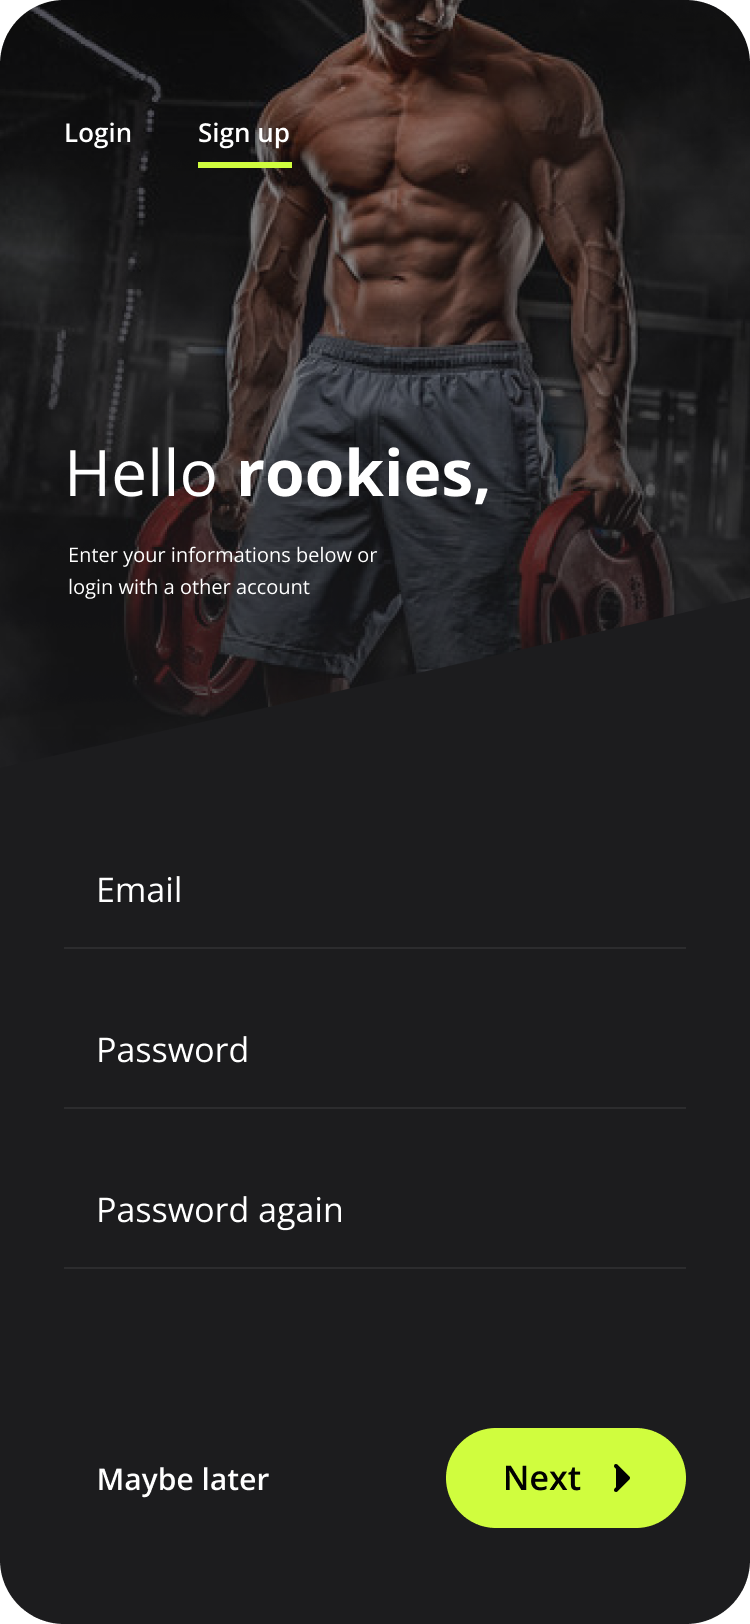 Login Sign up
Hello rookies,
Enter your informations below or
login with a other account
Email
Password
Password again
Maybe later Next